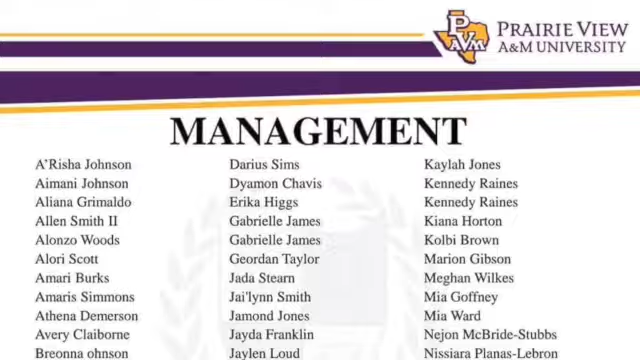 PVAMU
PRAIRIE VIEW
A&M UNIVERSITY
MANAGEMENT
A'Risha Johnson
Aimani Johnson
Aliana Grimaldo
Allen Smith II
Alonzo Woods
Alori Scott
Amari Burks
Amaris Simmons
Athena Demerson
Avery Claiborne
Breonna ohnson
Darius Sims
Dyamon Chavis
Erika Higgs
Gabrielle James
Gabrielle James
Geordan Taylor
Jada Stearn
Jai'lynn Smith
Jamond Jones
Jayda Franklin
Jaylen Loud
Kaylah Jones
Kennedy Raines
Kennedy Raines
Kiana Horton
Kolbi Brown
Marion Gibson
Meghan Wilkes
Mia Goffney
Mia Ward
Nejon McBride-Stubbs
Nissira Planas-Lebron